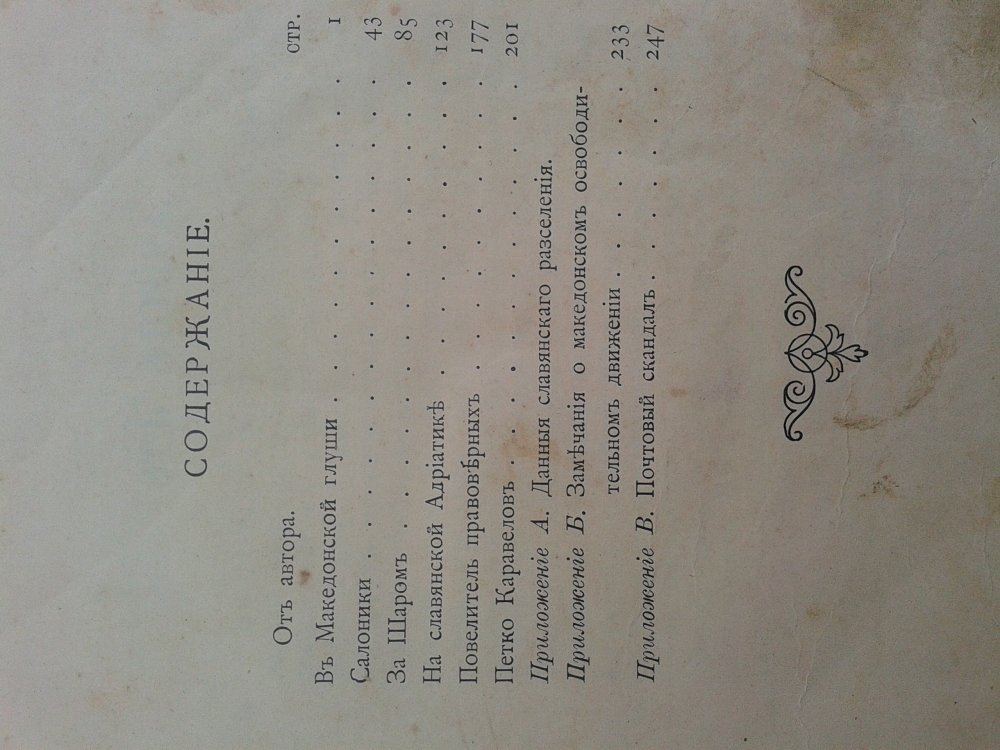 СОДЕРЖАНІЕ.
СТР.
Отъ автора.
Въ Македонской глуши . . . . . . . . . . 1
Салоники . . . . . . . . . . . . . 43
За Шаромъ . . . . . . . . . . . . 85
На славянской Адріатикѣ . . . . . . . . . 123
Повелитель правовѣрныхъ . . . . . . . . 177
Петко Каравеловъ . . . . . . . . . . . 201
Приложеніе А. Данныя славянскаго разселенія.
Приложеніе Б. Замѣчанія о македонскомъ освободи-
тельномъ движеніи . . . . . . 233
Приложеніе В. Почтовый скандалъ . . . . . . 247